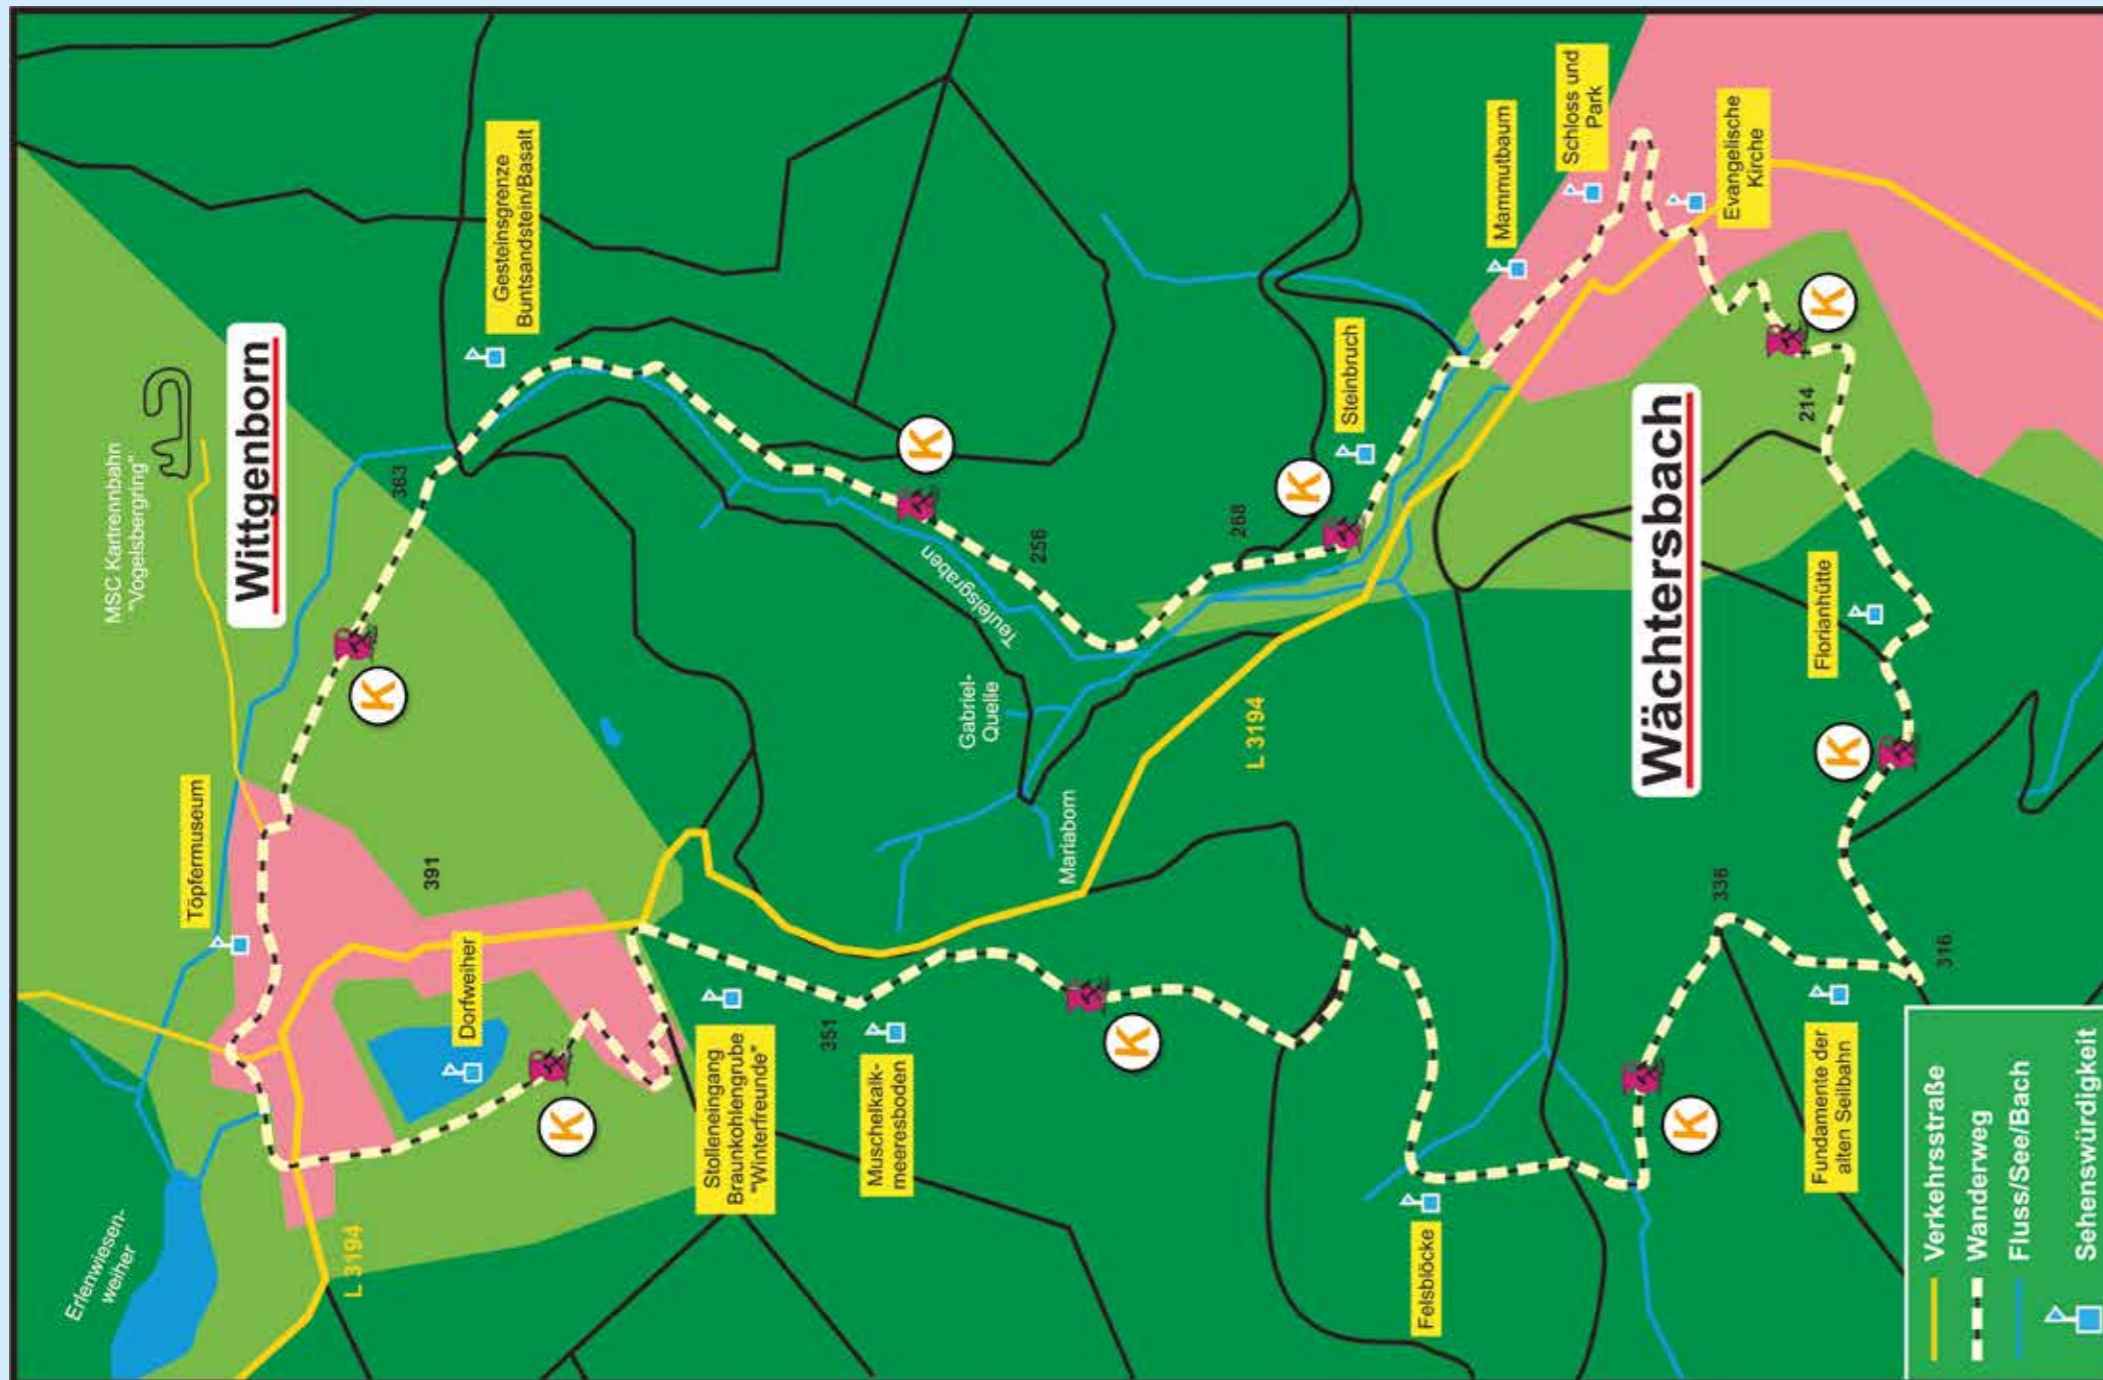 MSC Kartrennbahn
"Vogelsbergring"
Wittgenborn
Gesteinsgrenze
Buntsandstein/Basalt
363
K
Töpfermuseum
391
Dorfweiher
K
Erlenwiesen-
weiher
L 3194
Stolleneingang
Braunkohlengrube
"Winterfreunde"
351
Muschelkalk-
meeresboden
K
Teufelsgraben
K
256
Gabriel-
Quelle
Mariaborn
L 3194
268
K
Steinbruch
Mammutbaum
Schloss und
Park
Evangelische
Kirche
K
214
Wächtersbach
Florianhütte
K
336
316
Fundamente der
alten Seilbahn
K
Felsblöcke
Verkehrsstraße
Wanderweg
Fluss/See/Bach
Sehenswürdigkeit